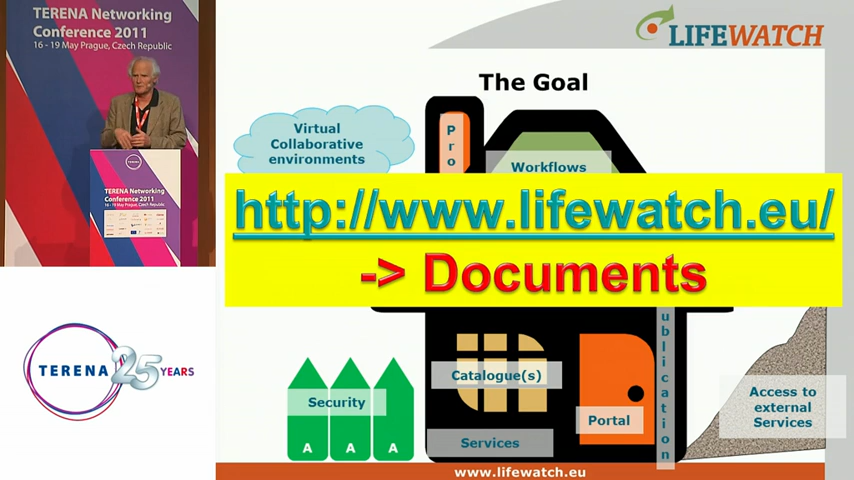 TERENA Networking
Conference 2011
16 - 19 May Prague, Czech Republic
TERENA Networking
Conference 2011
16 - 19 May Prague, Czech Republic
TERENA 25 YEARS
LIFEWATCH
The Goal
Virtual
Collaborative
environments
Pro
Workflows
http://www.lifewatch.eu/
-> Documents
ublication
Catalogue(s)
Security
Portal
Access to
external
Services
A A A
Services
www.lifewatch.eu